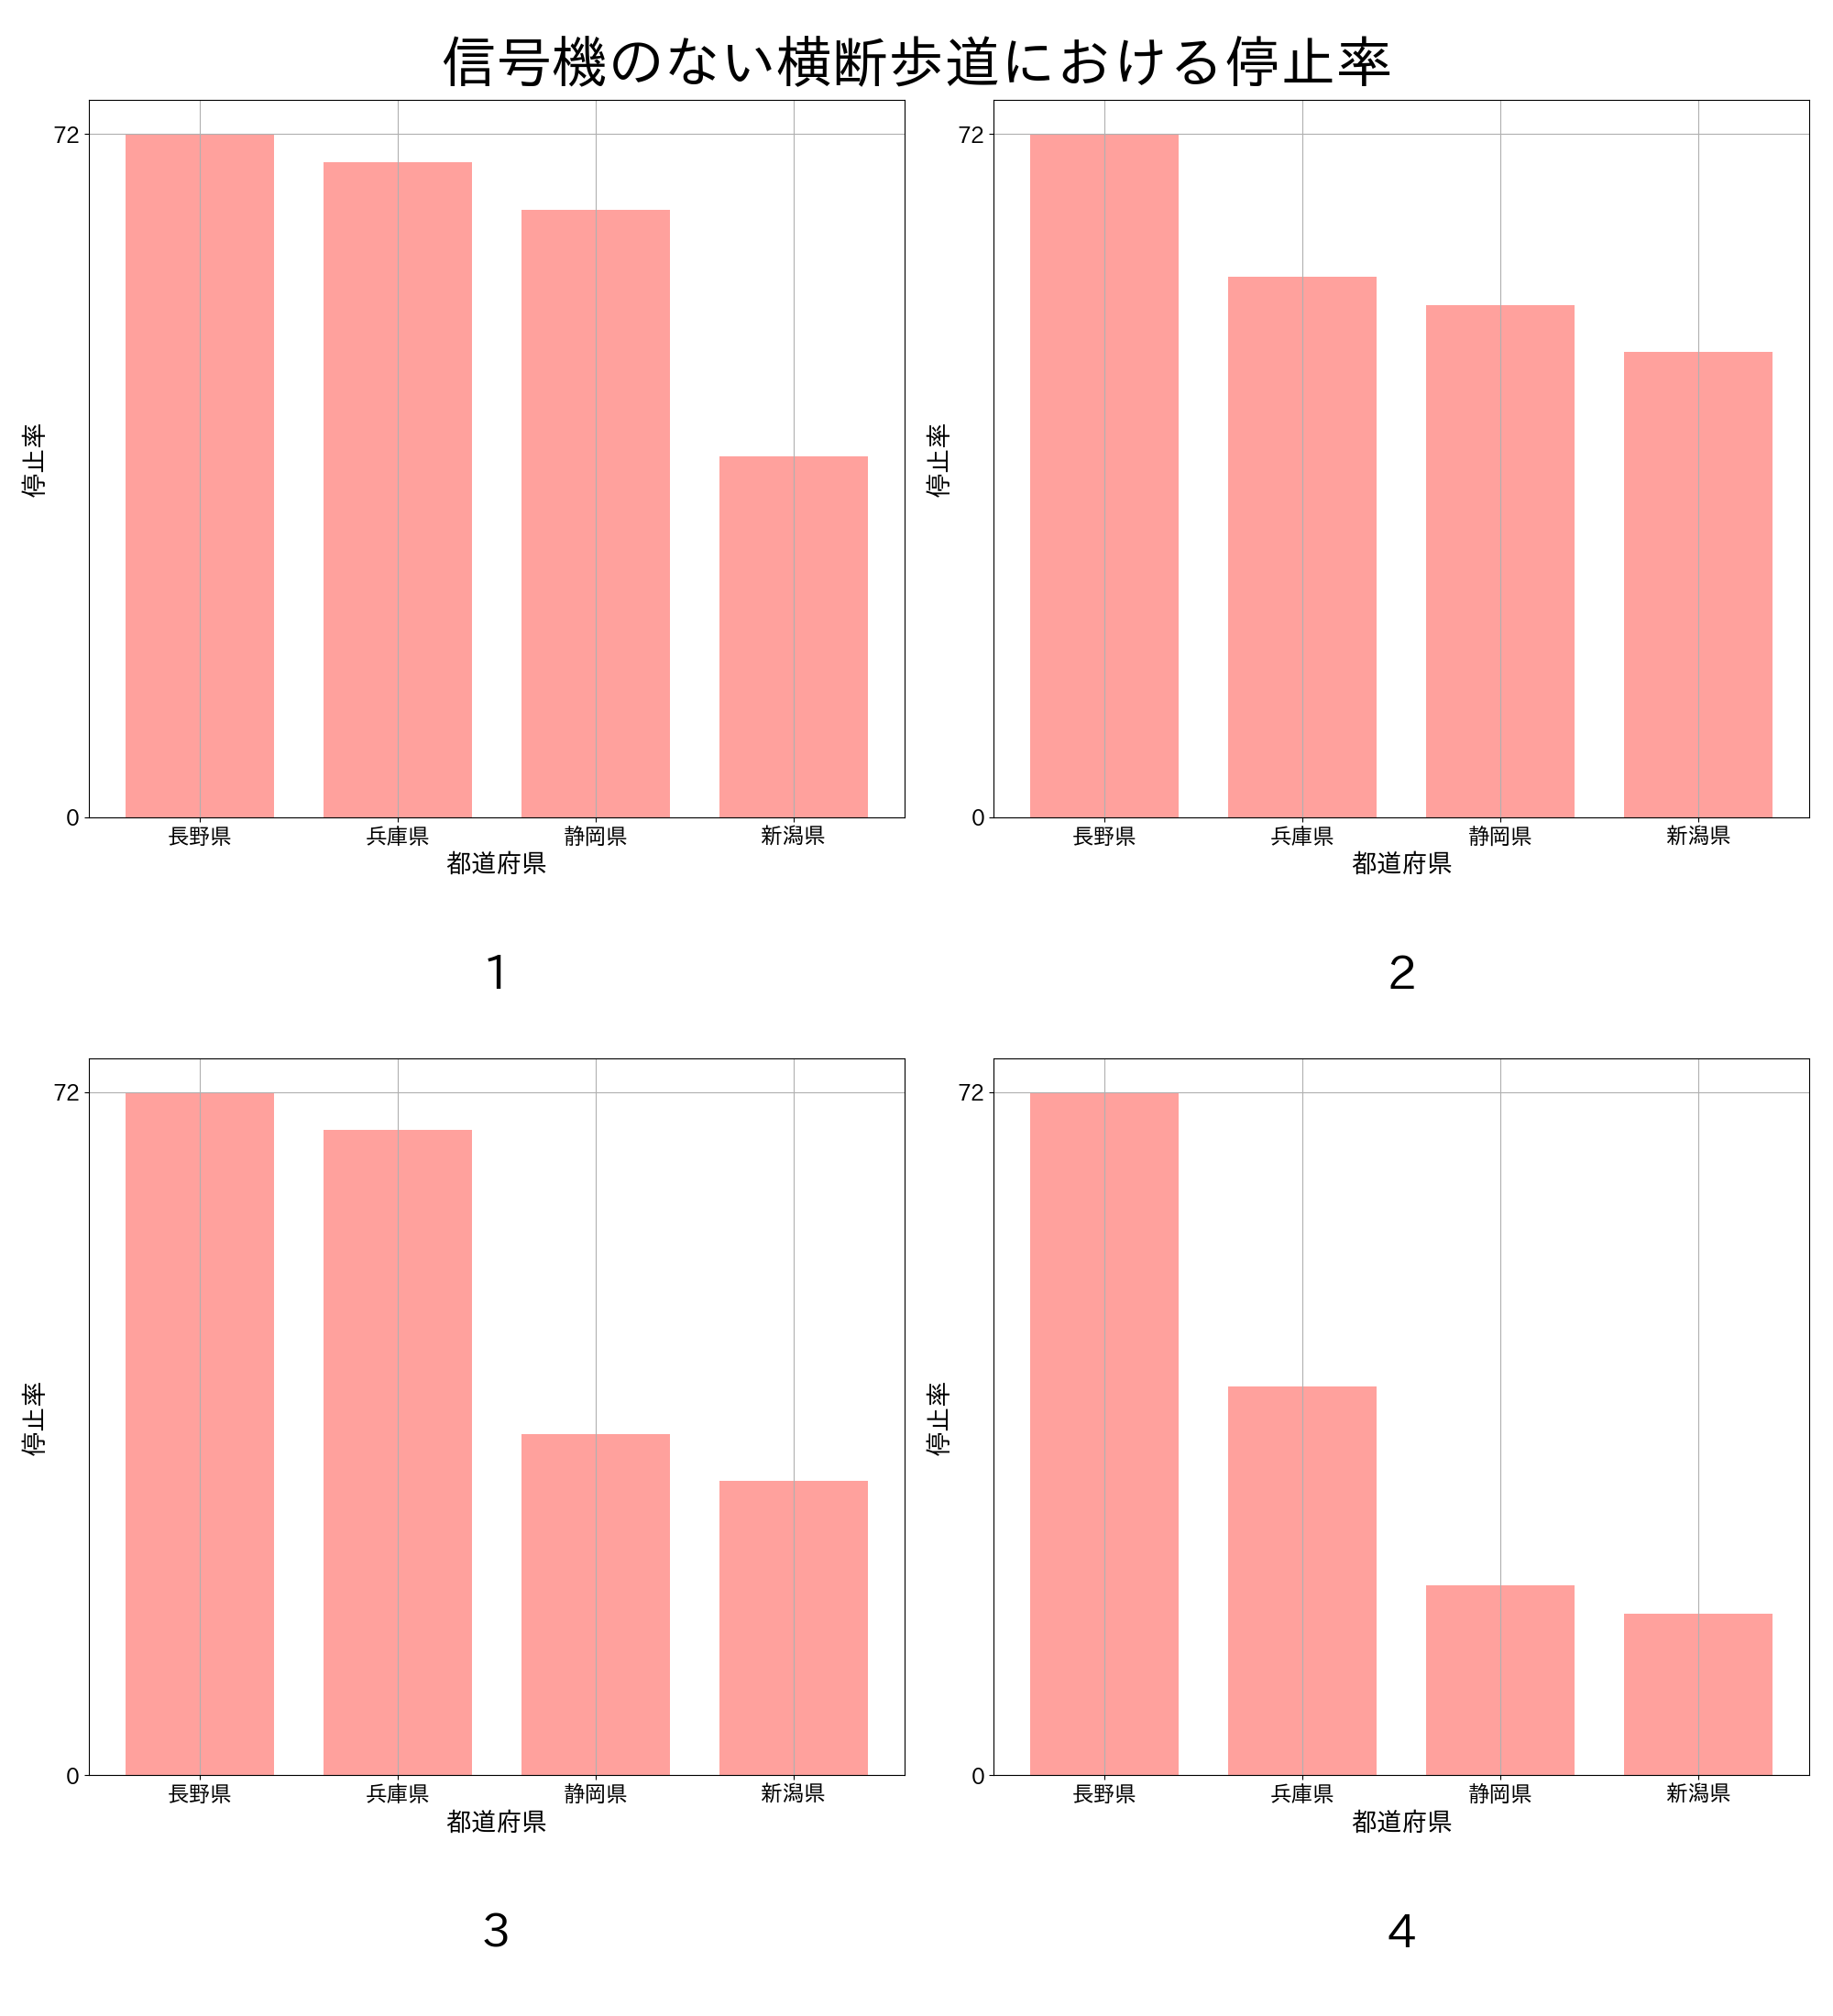 信号機のない横断歩道における停止率
72
0
停止率
長野県 兵庫県 静岡県 新潟県
都道府県
1
72
0
停止率
長野県 兵庫県 静岡県 新潟県
都道府県
2
72
0
停止率
長野県 兵庫県 静岡県 新潟県
都道府県
3
72
0
停止率
長野県 兵庫県 静岡県 新潟県
都道府県
4